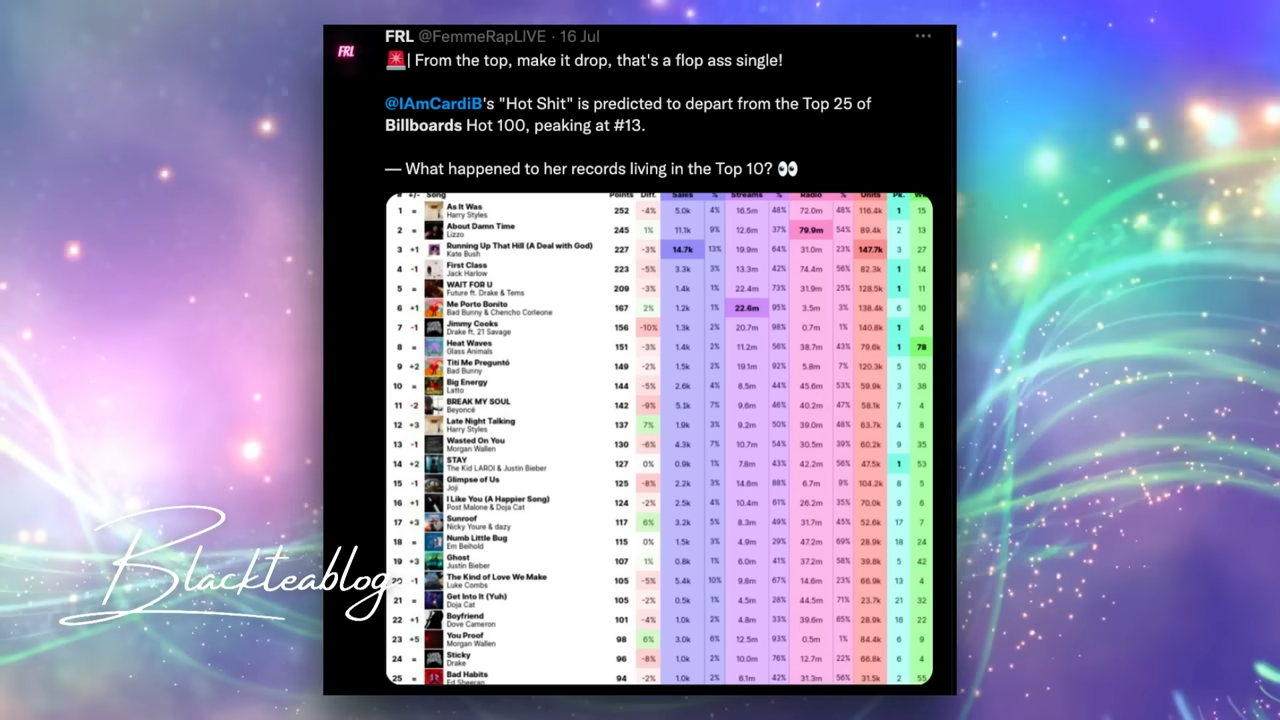 FRL @FemmeRapLIVE · 16 Jul
FRL
🚨| From the top, make it drop, that's a flop ass single!
@IAmCardiB's "Hot Shit" is predicted to depart from the Top 25 of
Billboards Hot 100, peaking at #13.
— What happened to her records living in the Top 10? 👀
# +/- Song Points Diff. Sales % Streams % Radio % Units Pk.
1 = As It Was Harry Styles 252 -4% 5.0k 4% 16.5m 48% 72.0m 48% 116.4k 1 15
2 = About Damn Time Lizzo 245 1% 11.1k 9% 12.6m 37% 79.9m 54% 89.4k 2 13
3 +1 Running Up That Hill (A Deal with God) Kate Bush 227 -3% 14.7k 13% 19.9m 64% 31.0m 23% 147.7k 3 27
4 -1 First Class Jack Harlow 223 -5% 3.3k 3% 13.3m 42% 74.4m 56% 82.3k 1 14
5 = WAIT FOR U Future ft. Drake & Tems 209 -3% 1.4k 1% 22.4m 73% 31.9m 25% 128.5k 1 11
6 +1 Me Porto Bonito Bad Bunny & Chencho Corleone 167 2% 1.2k 1% 22.6m 95% 3.5m 3% 138.4k 6 10
7 -1 Jimmy Cooks Drake ft. 21 Savage 156 -10% 1.3k 2% 20.7m 98% 0.7m 1% 140.8k 1 4
8 = Heat Waves Glass Animals 151 -3% 1.4k 2% 11.2m 56% 38.7m 43% 79.6k 1 78
9 +2 Tití Me Preguntó Bad Bunny 149 -2% 1.5k 2% 19.1m 92% 5.8m 7% 120.3k 5 10
10 = Big Energy Latto 144 -5% 2.6k 4% 8.5m 44% 45.6m 53% 59.9k 3 38
11 -2 BREAK MY SOUL Beyoncé 142 -9% 5.1k 7% 9.6m 46% 40.2m 47% 58.1k 7 4
12 +3 Late Night Talking Harry Styles 137 7% 1.9k 3% 9.2m 50% 39.0m 48% 63.7k 4 8
13 -1 Wasted On You Morgan Wallen 130 -6% 4.3k 7% 10.7m 54% 30.5m 39% 60.2k 9 35
14 +2 STAY The Kid LAROI & Justin Bieber 127 0% 0.9k 1% 7.8m 43% 42.2m 56% 47.5k 1 53
15 -1 Glimpse of Us Joji 125 -8% 2.2k 3% 14.6m 88% 6.7m 9% 104.2k 8 5
16 +1 I Like You (A Happier Song) Post Malone & Doja Cat 124 -2% 2.5k 4% 10.4m 61% 26.2m 35% 70.0k 9 6
17 +3 Sunroof Nicky Youre & dazy 117 6% 3.2k 5% 8.3m 49% 31.7m 45% 52.6k 17 7
18 = Numb Little Bug Em Beihold 115 0% 1.5k 3% 4.9m 29% 47.2m 69% 28.9k 18 24
19 +3 Ghost Justin Bieber 107 1% 0.8k 1% 6.0m 41% 37.2m 58% 39.8k 5 42
20 -1 The Kind of Love We Make Luke Combs 105 -5% 5.4k 10% 9.8m 67% 14.6m 23% 66.9k 13 4
21 = Get Into It (Yuh) Doja Cat 105 -2% 0.5k 1% 4.5m 28% 44.5m 71% 23.7k 21 32
22 +1 Boyfriend Dove Cameron 101 -4% 1.0k 2% 4.8m 33% 39.6m 65% 28.0k 16 22
23 +5 You Proof Morgan Wallen 98 6% 3.0k 6% 12.5m 93% 0.5m 1% 84.4k 6 9
24 = Sticky Drake 96 -8% 1.0k 2% 10.0m 76% 12.7m 22% 66.8k 6 4
25 = Bad Habits Ed Sheeran 94 -2% 1.0k 2% 6.1m 42% 31.3m 56% 31.5k 2 55
Blackteablog